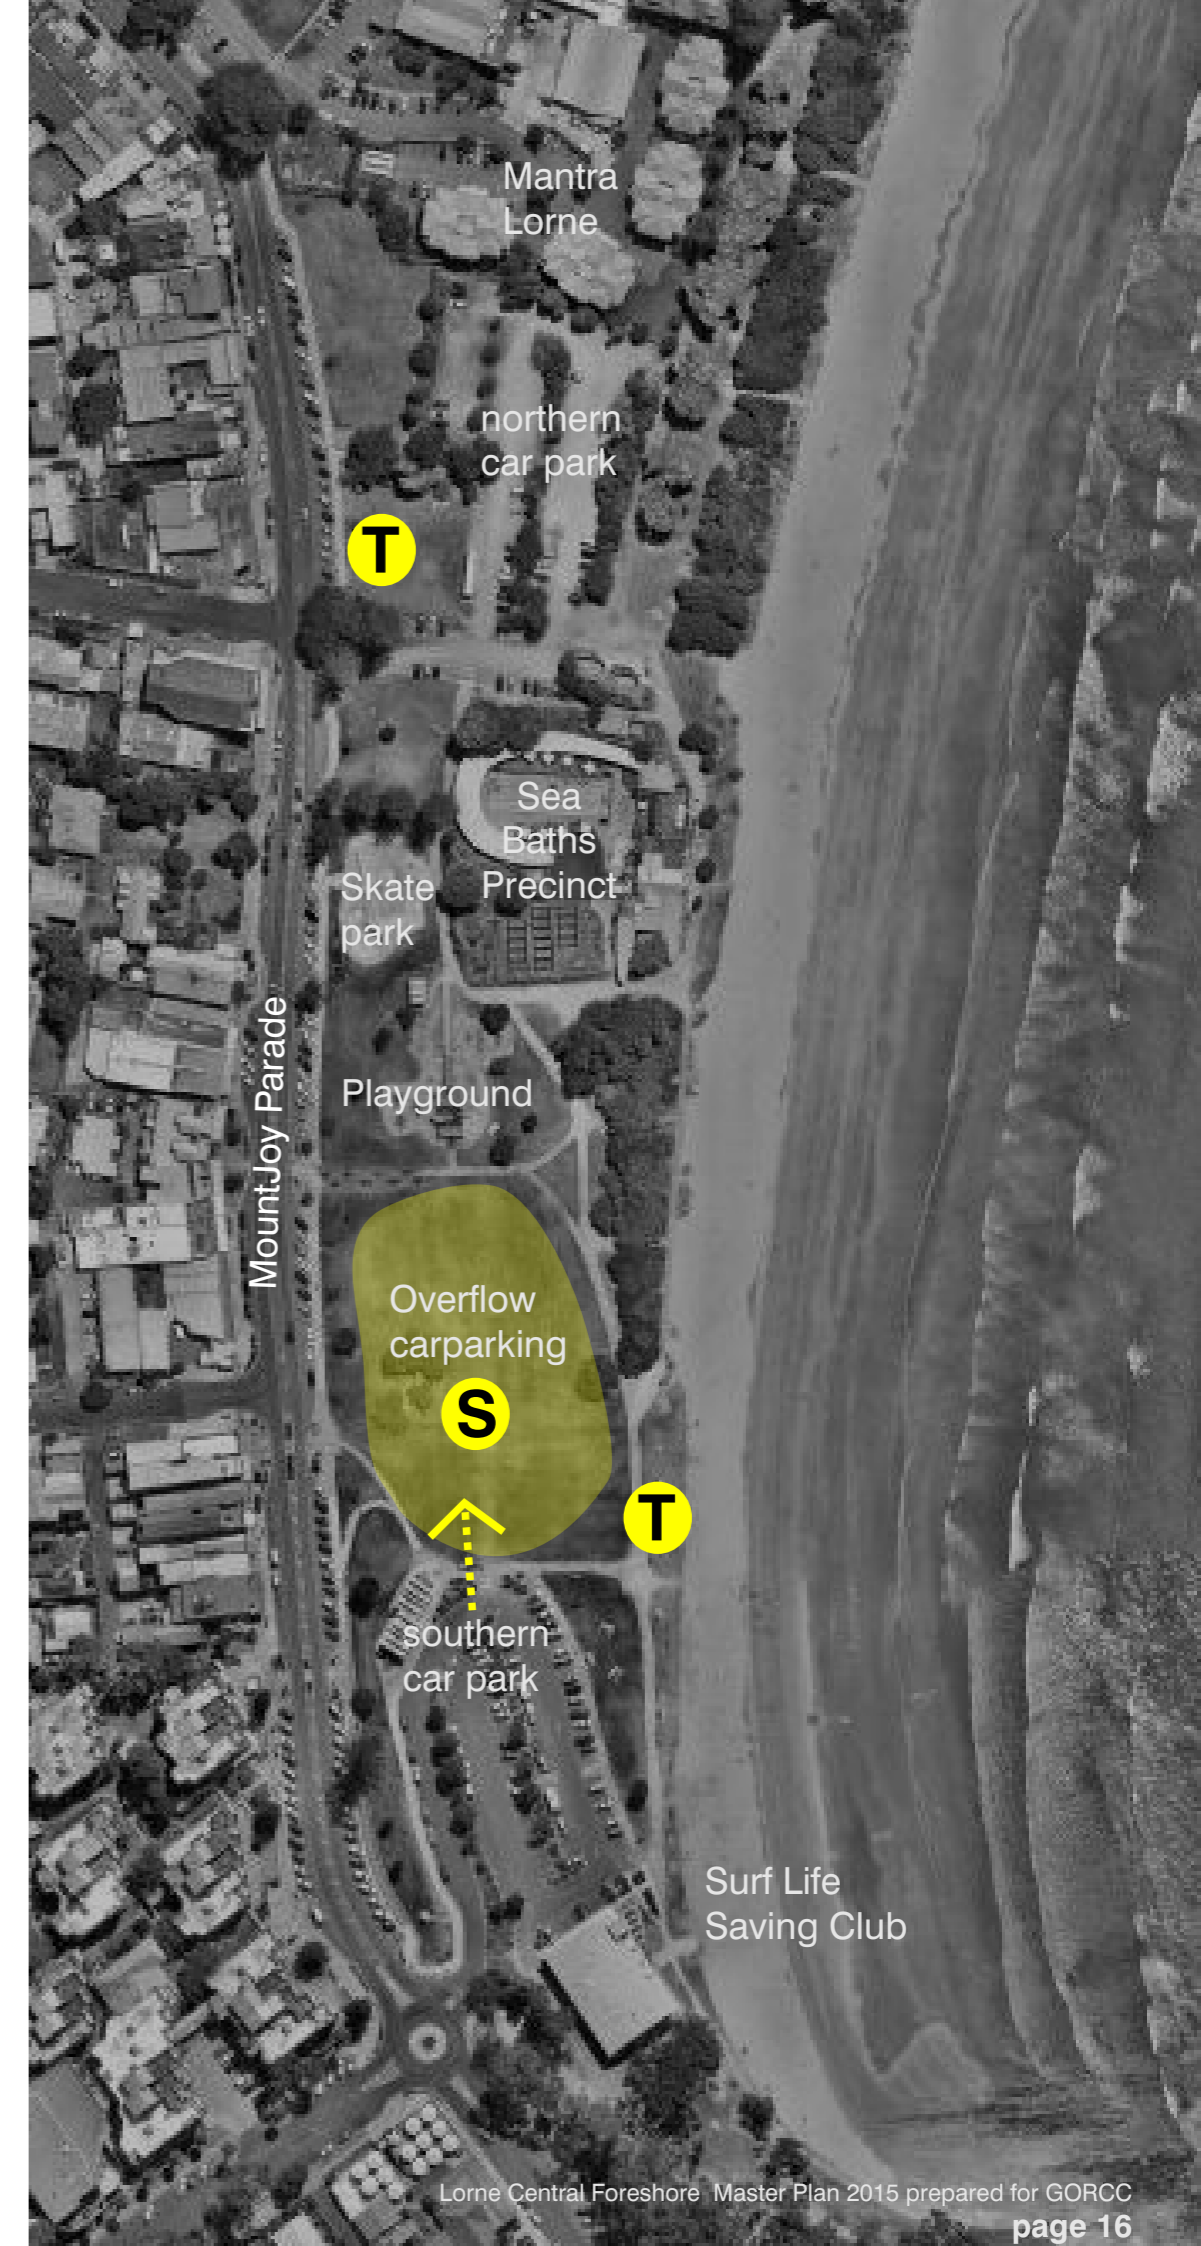 Mantra
Lorne
northern
car park
T
Sea
Baths
Precinct
Skate
park
MountJoy Parade
Playground
Overflow
carparking
S
T
southern
car park
Surf Life
Saving Club
Lorne Central Foreshore  Master Plan 2015 prepared for GORCC
page 16